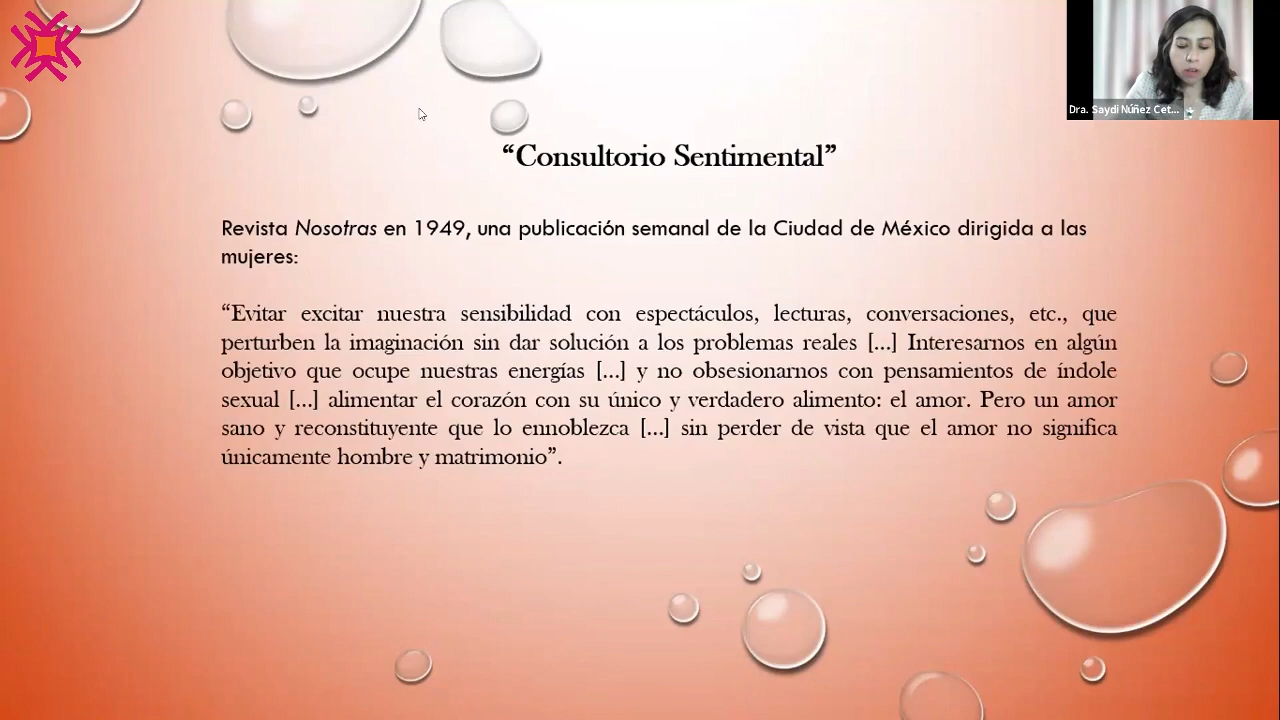 Dra. Saydi Núñez Cet...
“Consultorio Sentimental”
Revista Nosotras en 1949, una publicación semanal de la Ciudad de México dirigida a las
mujeres:
“Evitar excitar nuestra sensibilidad con espectáculos, lecturas, conversaciones, etc., que
perturben la imaginación sin dar solución a los problemas reales [...] Interesarnos en algún
objetivo que ocupe nuestras energías [...] y no obsesionarnos con pensamientos de índole
sexual [...] alimentar el corazón con su único y verdadero alimento: el amor. Pero un amor
sano y reconstituyente que lo ennoblezca [...] sin perder de vista que el amor no significa
únicamente hombre y matrimonio”.